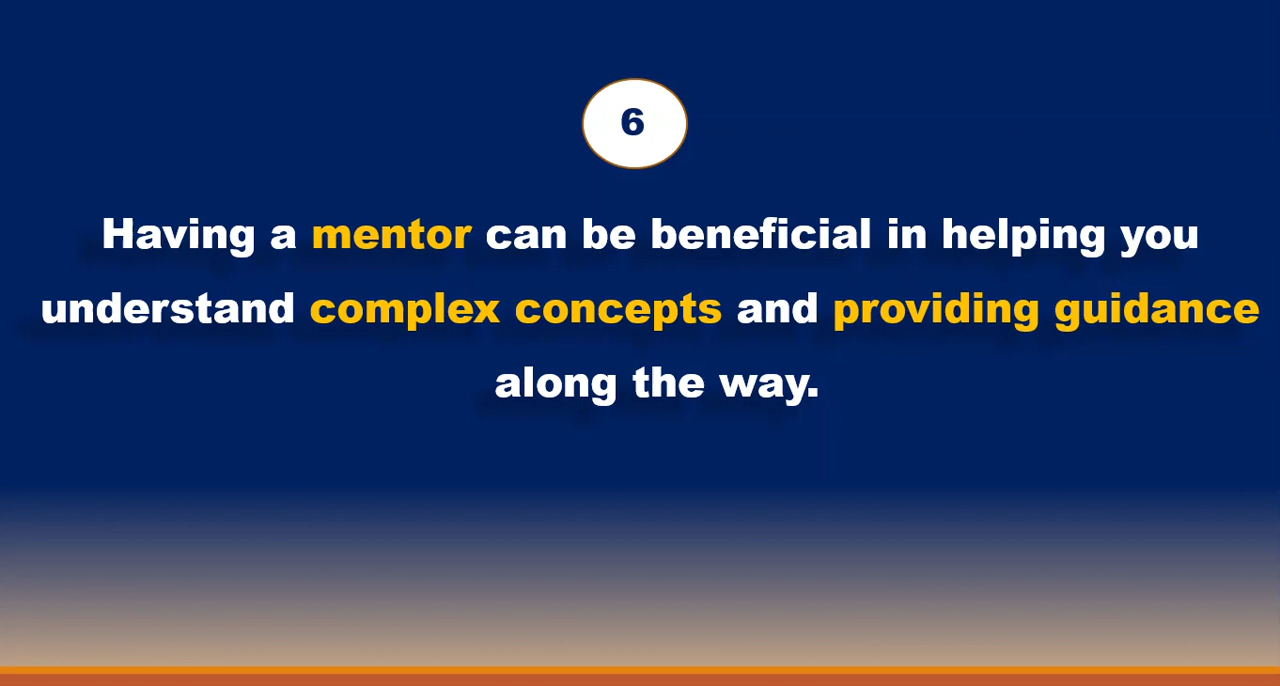 6
Having a mentor can be beneficial in helping you
understand complex concepts and providing guidance
along the way.